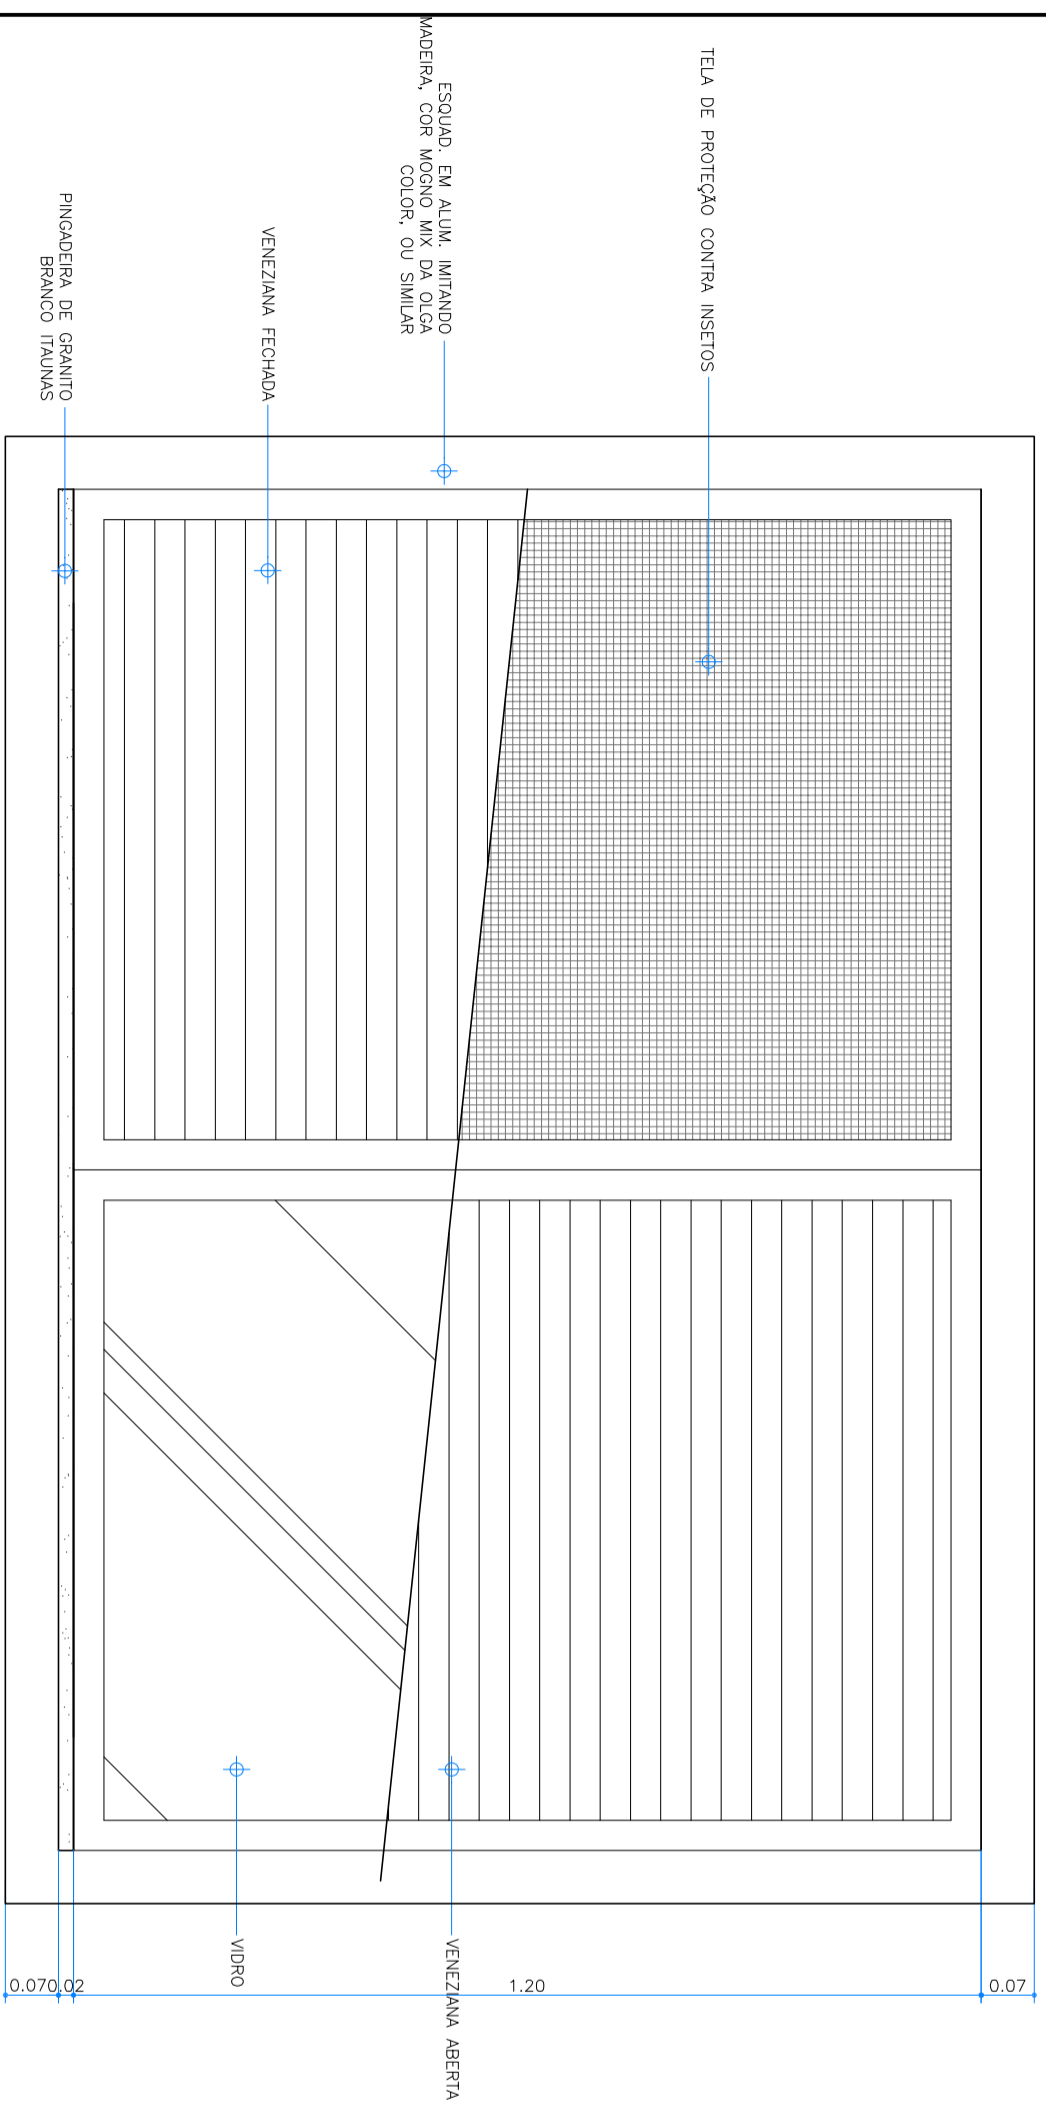 TELA DE PROTEÇÃO CONTRA INSETOS
ESQUAD. EM ALUM. IMITANDO
MADEIRA, COR MOGNO MIX DA OLGA
COLOR, OU SIMILAR
VENEZIANA FECHADA
PINGADEIRA DE GRANITO
BRANCO ITAUNAS
VENEZIANA ABERTA
VIDRO
0.07
0.02
1.20
0.07